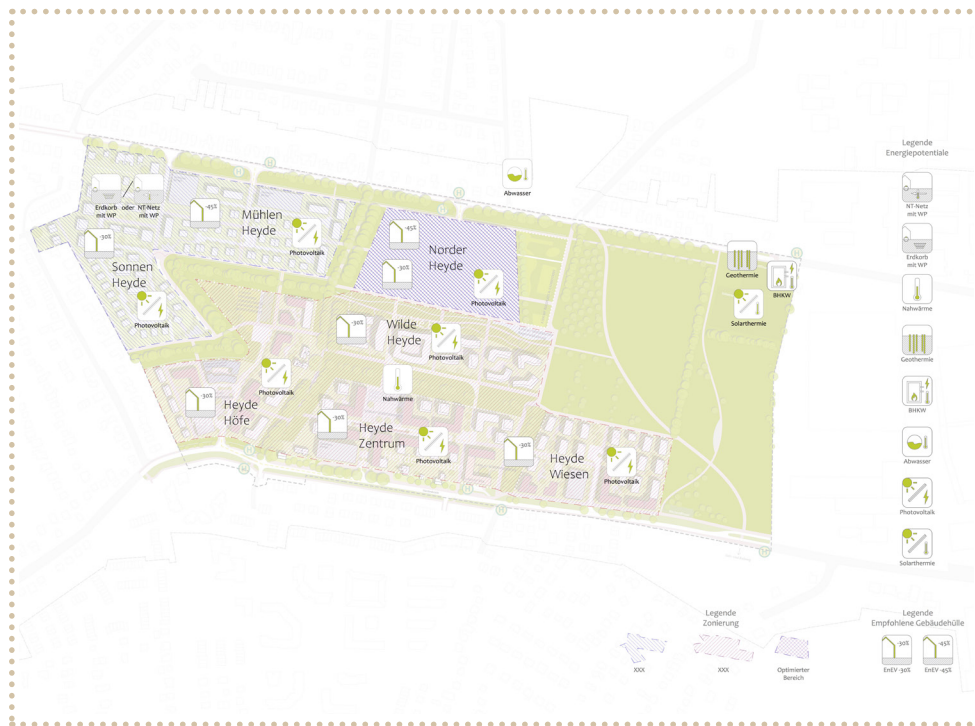 Legende
Energiepotentiale
NT-Netz
mit WP
Erdkorb
mit WP
Nahwärme
Geothermie
BHKW
Abwasser
Photovoltaik
Solarthermie
Abwasser
H
H
H
H
H
H
H
H
H
Erdkorb oder NT-Netz
mit WP mit WP
-45%
Mühlen
Heyde
Photovoltaik
-30%
Sonnen
Heyde
Photovoltaik
-45%
-30%
Norder
Heyde
Photovoltaik
Geothermie
BHKW
Solarthermie
-30%
Wilde
Heyde
Photovoltaik
Photovoltaik
Nahwärme
-30%
Heyde
Höfe
-30%
Heyde
Zentrum
Photovoltaik
-30%
Heyde
Wiesen
Photovoltaik
Legende
Zonierung
XXX
XXX
Optimierter
Bereich
Legende
Empfohlene Gebäudehülle
-30%
-45%
EnEV -30%
EnEV -45%